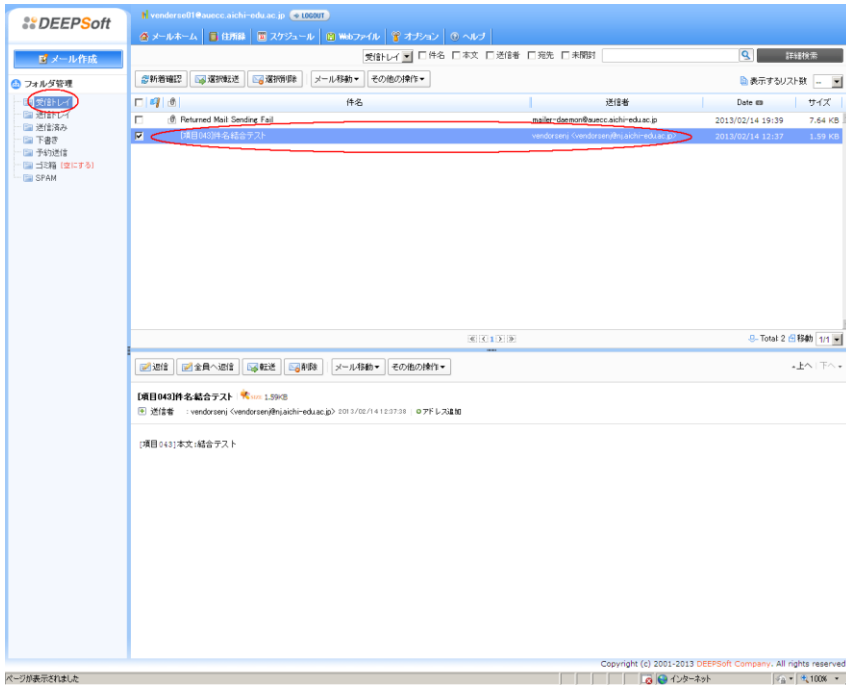 DEEPSoft
venderse01@auecc.aichi-edu.ac.jp LOGOUT
メールホーム 住所録 スケジュール Webファイル オプション ヘルプ
メール作成
受信トレイ 件名 本文 送信者 宛先 未開封 詳細検索
フォルダ管理
新着確認 選択転送 選択削除 メール移動 その他の操作 表示するリスト数 --
受信トレイ
送信トレイ
送信済み
下書き
予約送信
ゴミ箱 [空にする]
SPAM
件名 送信者 Date サイズ
Returned Mail: Sending Fail mailer-daemon@auecc.aichi-edu.ac.jp 2013/02/14 19:39 7.64 KB
[項目043]件名:結合テスト vendorsenj <vendorsenj@nj.aichi-edu.ac.jp> 2013/02/14 12:37 1.59 KB
1 Total 2 移動 1/1
返信 全員へ返信 転送 削除 メール移動 その他の操作 上へ 下へ
[項目043]件名:結合テスト 1.59KB
送信者 : vendorsenj <vendorsenj@nj.aichi-edu.ac.jp> 2013/02/14 12:37:38 アドレス追加
[項目043]本文:結合テスト
Copyright (c) 2001-2013 DEEPSoft Company. All rights reserved
ページが表示されました インターネット 100%